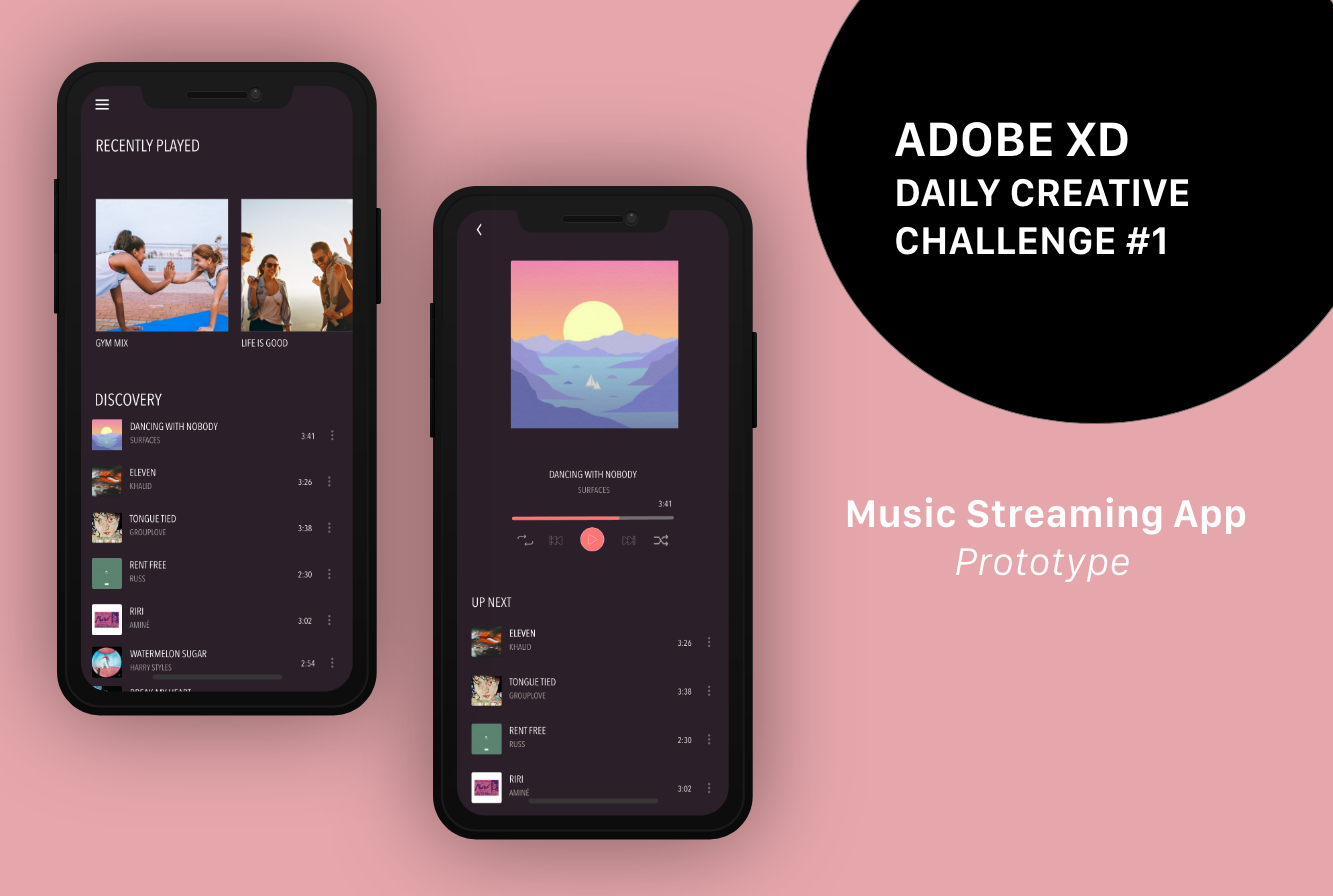 RECENTLY PLAYED
GYM MIX
LIFE IS GOOD
DISCOVERY
DANCING WITH NOBODY
SURFACES
3:41
ELEVEN
KHALID
3:26
TONGUE TIED
GROUPLOVE
3:38
RENT FREE
RUSS
2:30
RIRI
AMINÉ
3:02
WATERMELON SUGAR
HARRY STYLES
2:54
BREAK MY HEART
DANCING WITH NOBODY
SURFACES
3:41
UP NEXT
ELEVEN
KHALID
3:26
TONGUE TIED
GROUPLOVE
3:38
RENT FREE
RUSS
2:30
RIRI
AMINÉ
3:02
ADOBE XD
DAILY CREATIVE
CHALLENGE #1
Music Streaming App
Prototype